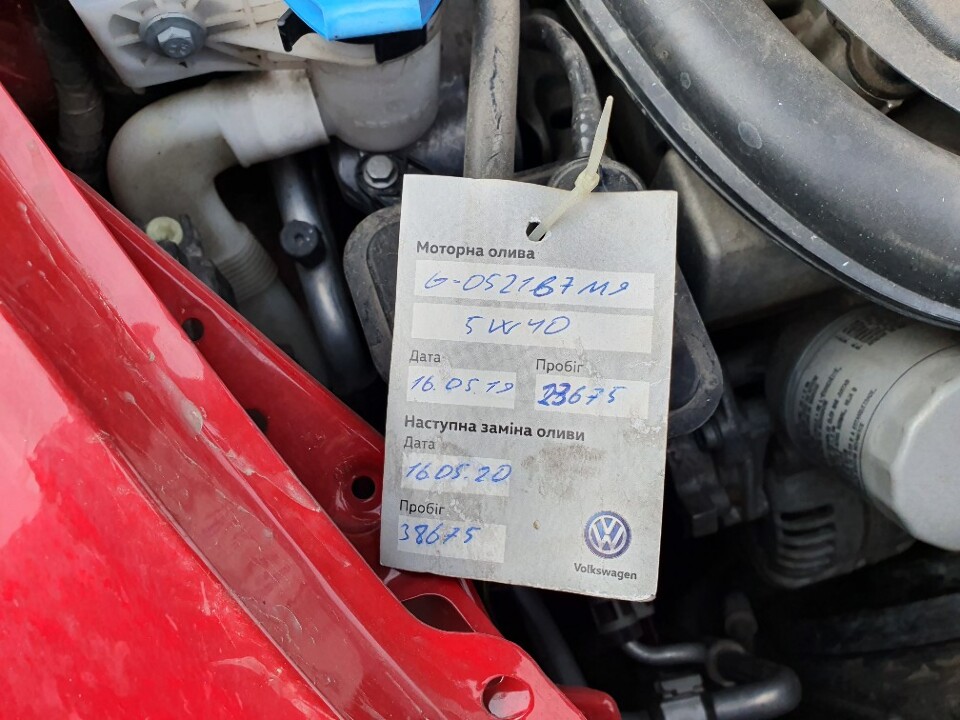 Моторна олива
G-052167M9
5W40
Дата
Пробіг
16.05.19
23675
Наступна заміна оливи
Дата
16.05.20
Пробіг
38675
Volkswagen